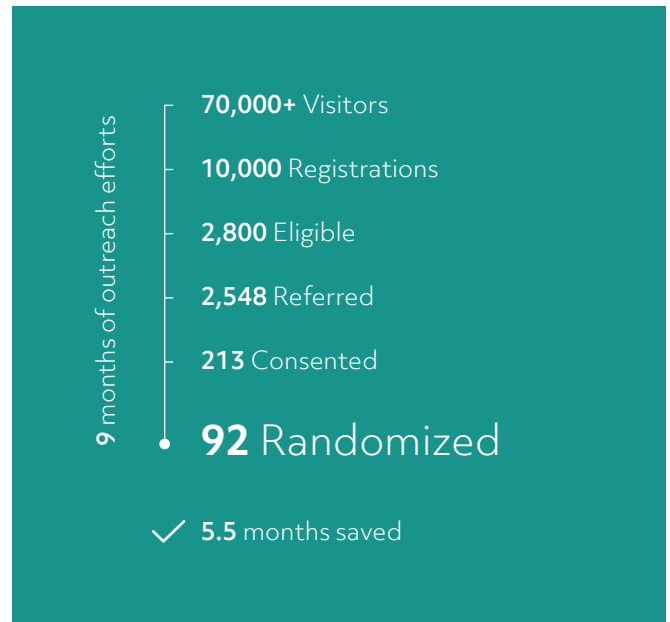 9 months of outreach efforts
70,000+ Visitors
10,000 Registrations
2,800 Eligible
2,548 Referred
213 Consented
92 Randomized
5.5 months saved